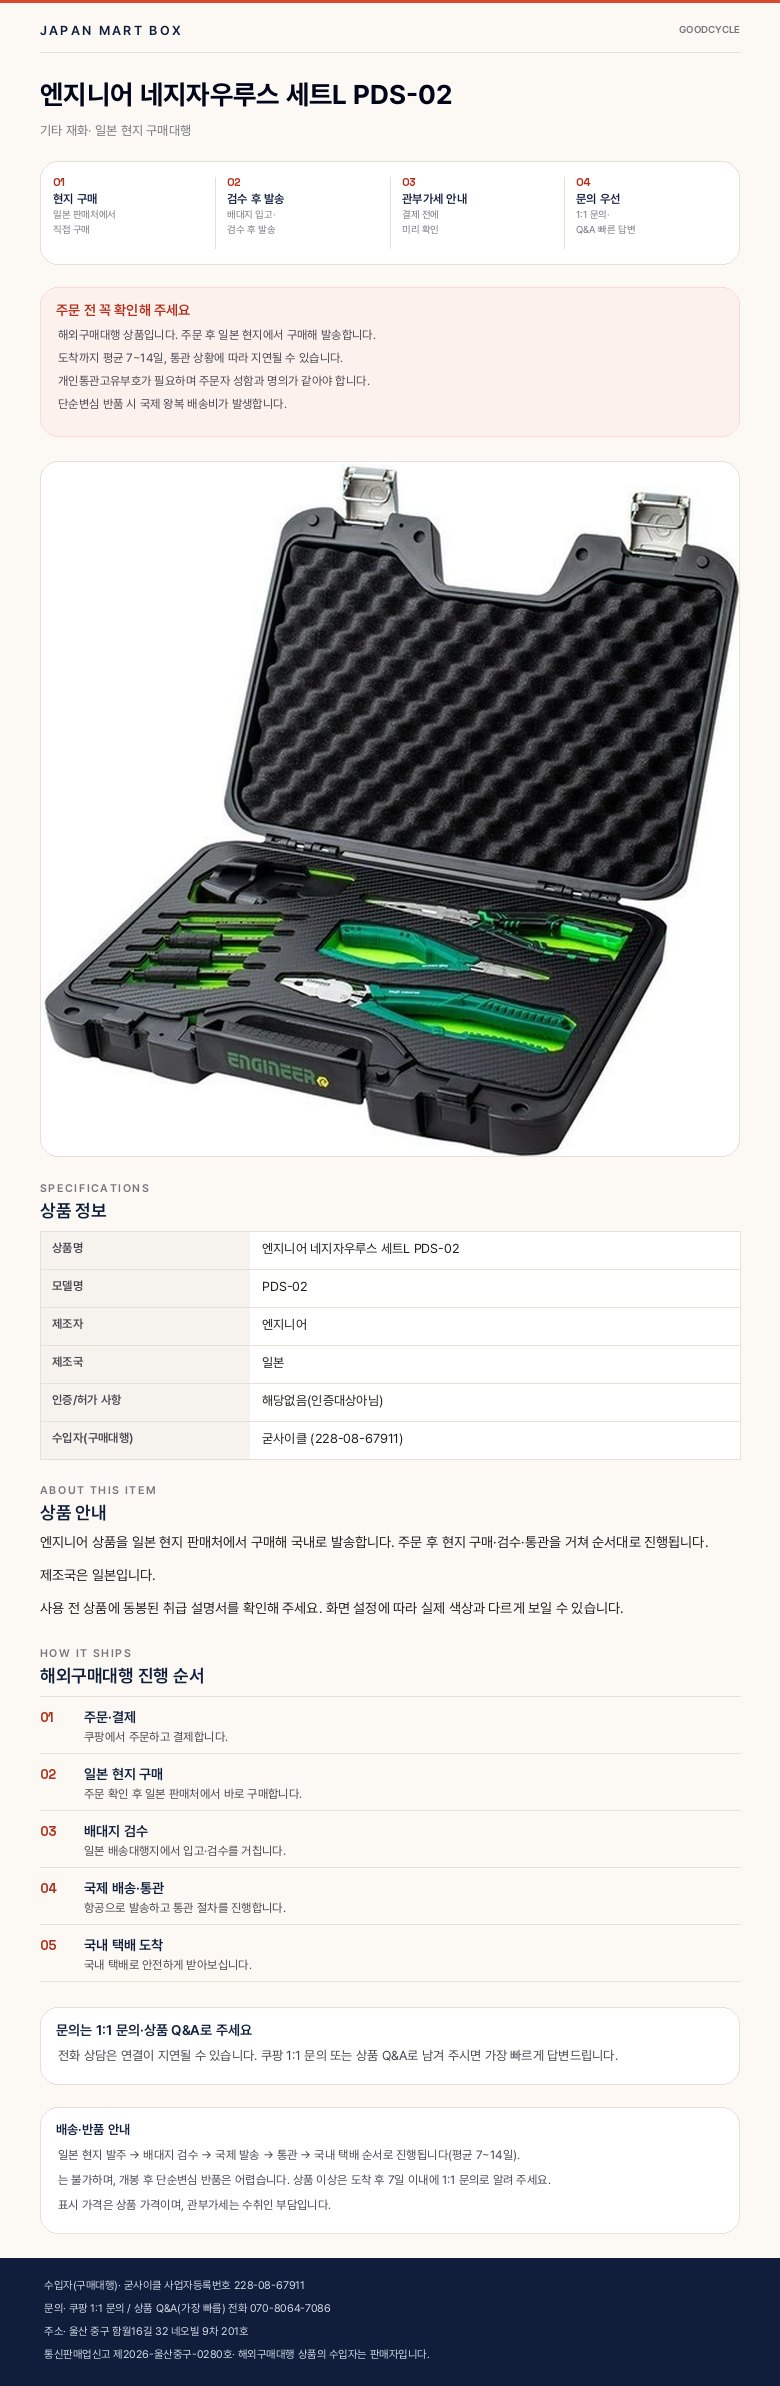 JAPAN MART BOX
GOODCYCLE
엔지니어 네지자우루스 세트L PDS-02
기타 재화· 일본 현지 구매대행
01
현지 구매
일본 판매처에서
직접 구매
02
검수 후 발송
배대지 입고·
검수 후 발송
03
관부가세 안내
결제 전에
미리 확인
04
문의 우선
1:1 문의·
Q&A 빠른 답변
주문 전 꼭 확인해 주세요
해외구매대행 상품입니다. 주문 후 일본 현지에서 구매해 발송합니다.
도착까지 평균 7~14일, 통관 상황에 따라 지연될 수 있습니다.
개인통관고유부호가 필요하며 주문자 성함과 명의가 같아야 합니다.
단순변심 반품 시 국제 왕복 배송비가 발생합니다.
ENGINEER
SPECIFICATIONS
상품 정보
상품명 엔지니어 네지자우루스 세트L PDS-02
모델명 PDS-02
제조자 엔지니어
제조국 일본
인증/허가 사항 해당없음(인증대상아님)
수입자(구매대행) 굳사이클 (228-08-67911)
ABOUT THIS ITEM
상품 안내
엔지니어 상품을 일본 현지 판매처에서 구매해 국내로 발송합니다. 주문 후 현지 구매·검수·통관을 거쳐 순서대로 진행됩니다.
제조국은 일본입니다.
사용 전 상품에 동봉된 취급 설명서를 확인해 주세요. 화면 설정에 따라 실제 색상과 다르게 보일 수 있습니다.
HOW IT SHIPS
해외구매대행 진행 순서
01 주문·결제
쿠팡에서 주문하고 결제합니다.
02 일본 현지 구매
주문 확인 후 일본 판매처에서 바로 구매합니다.
03 배대지 검수
일본 배송대행지에서 입고·검수를 거칩니다.
04 국제 배송·통관
항공으로 발송하고 통관 절차를 진행합니다.
05 국내 택배 도착
국내 택배로 안전하게 받아보십니다.
문의는 1:1 문의·상품 Q&A로 주세요
전화 상담은 연결이 지연될 수 있습니다. 쿠팡 1:1 문의 또는 상품 Q&A로 남겨 주시면 가장 빠르게 답변드립니다.
배송·반품 안내
일본 현지 발주 → 배대지 검수 → 국제 발송 → 통관 → 국내 택배 순서로 진행됩니다(평균 7~14일).
는 불가하며, 개봉 후 단순변심 반품은 어렵습니다. 상품 이상은 도착 후 7일 이내에 1:1 문의로 알려 주세요.
표시 가격은 상품 가격이며, 관부가세는 수취인 부담입니다.
수입자(구매대행)· 굳사이클 사업자등록번호 228-08-67911
문의· 쿠팡 1:1 문의 / 상품 Q&A(가장 빠름) 전화 070-8064-7086
주소· 울산 중구 함월16길 32 네오빌 9차 201호
통신판매업신고 제2026-울산중구-0280호· 해외구매대행 상품의 수입자는 판매자입니다.